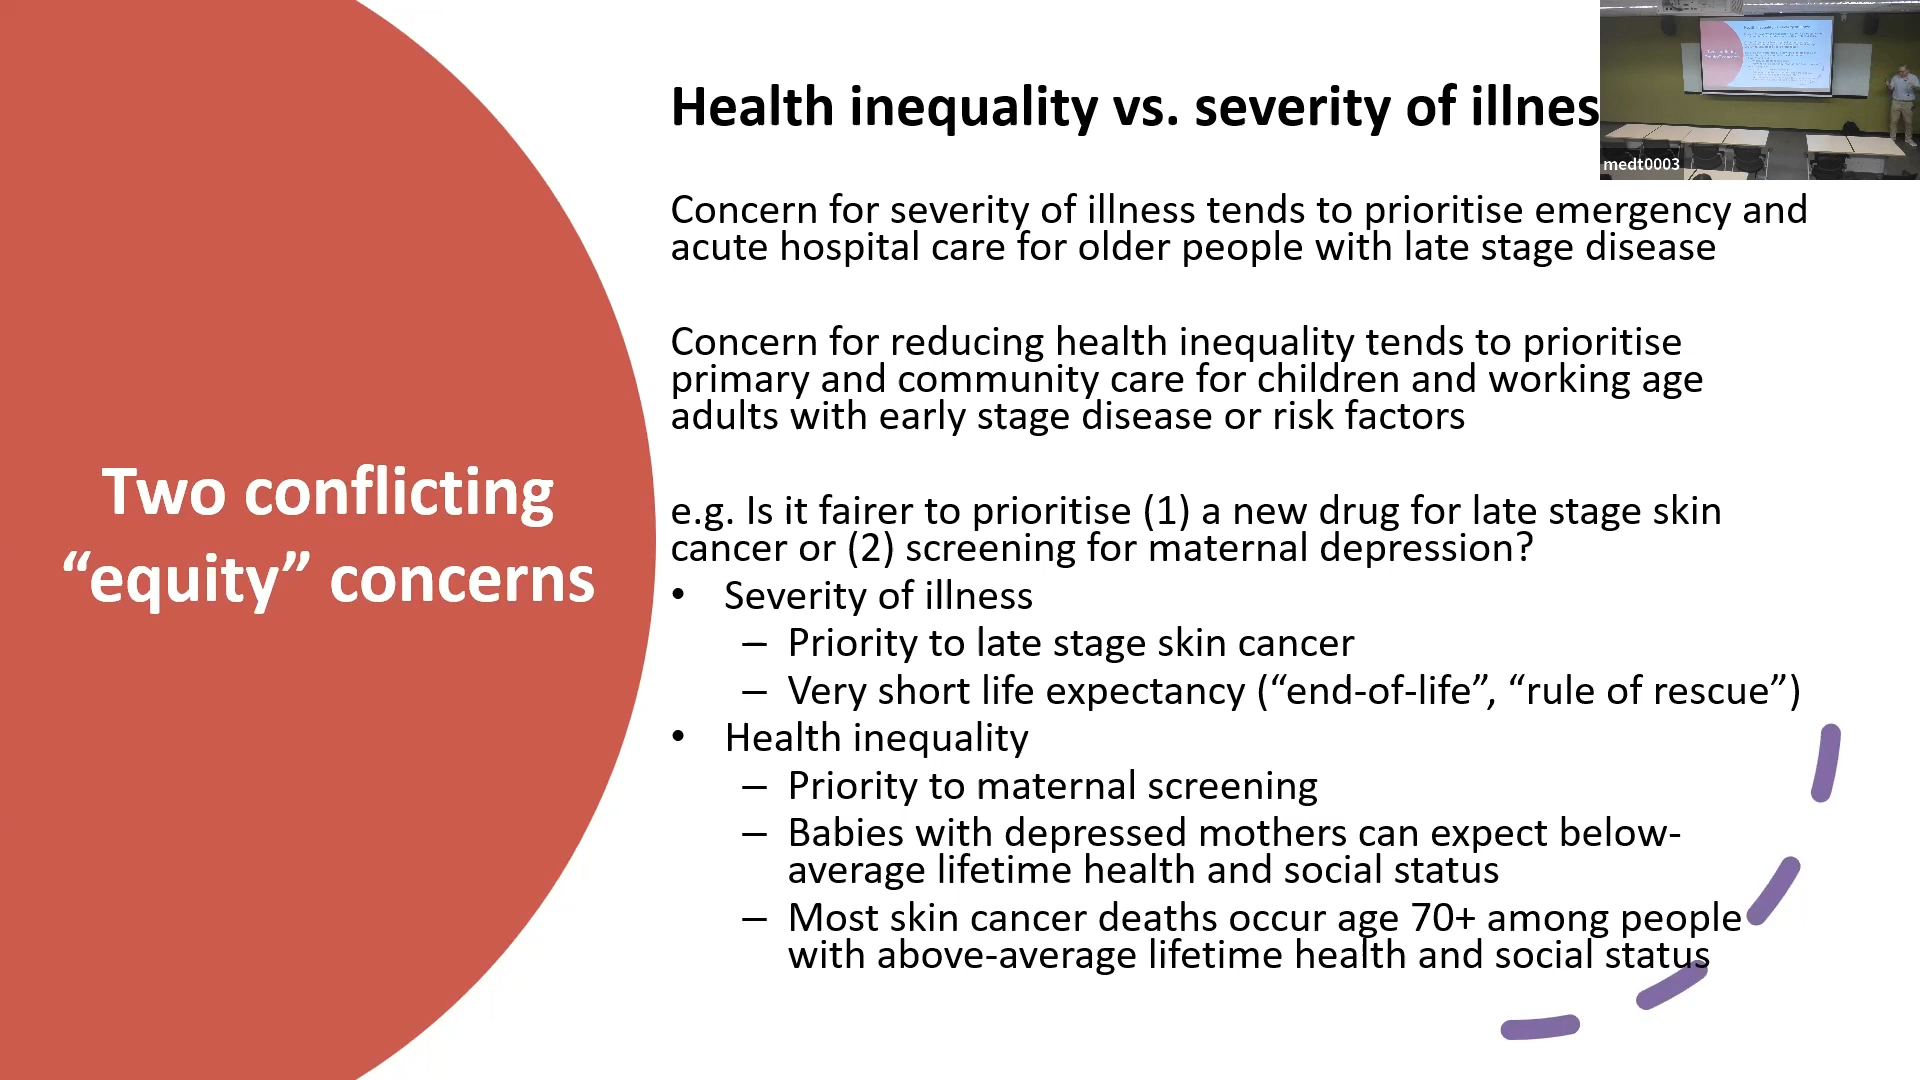 Two conflicting
“equity” concerns
Health inequality vs. severity of illnes
Concern for severity of illness tends to prioritise emergency and
acute hospital care for older people with late stage disease
Concern for reducing health inequality tends to prioritise
primary and community care for children and working age
adults with early stage disease or risk factors
e.g. Is it fairer to prioritise (1) a new drug for late stage skin
cancer or (2) screening for maternal depression?
• Severity of illness
– Priority to late stage skin cancer
– Very short life expectancy (“end-of-life”, “rule of rescue”)
• Health inequality
– Priority to maternal screening
– Babies with depressed mothers can expect below-
average lifetime health and social status
– Most skin cancer deaths occur age 70+ among people
with above-average lifetime health and social status
medt0003